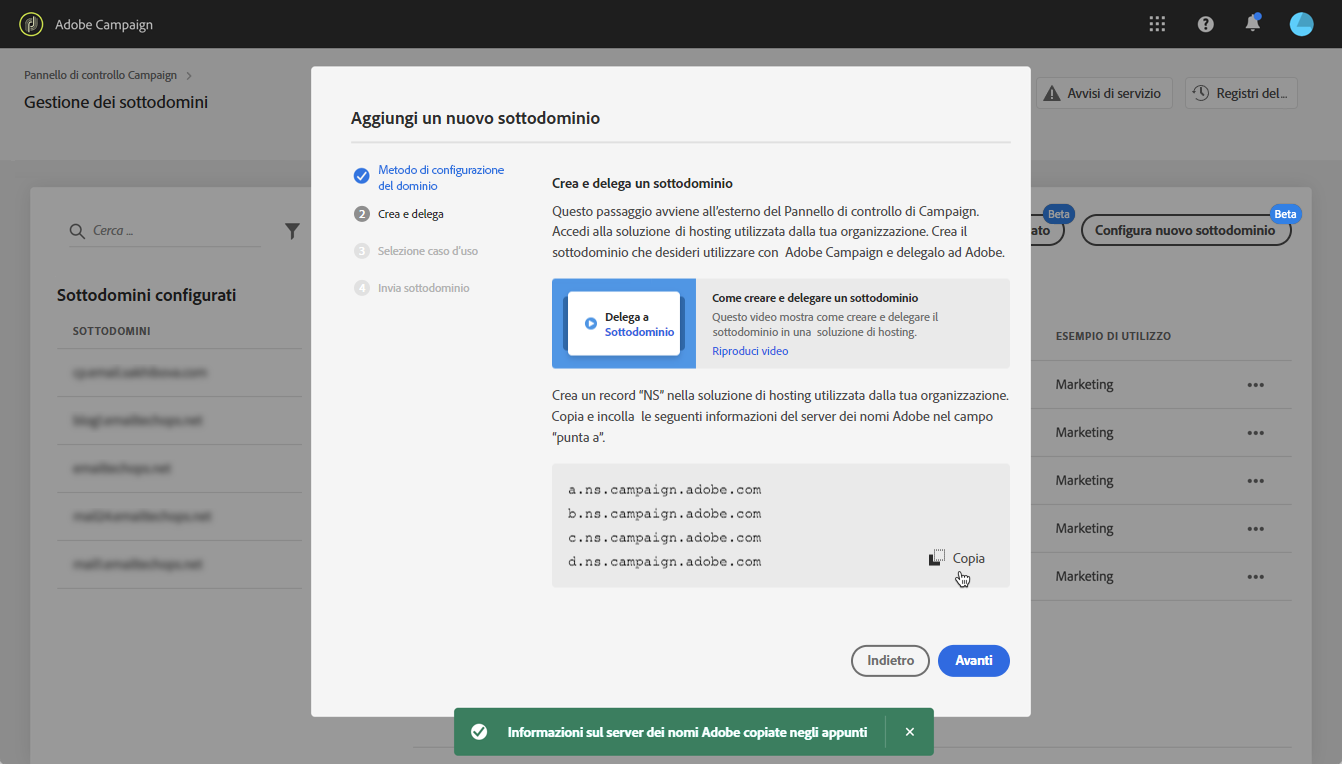 Adobe Campaign
Pannello di controllo Campaign
Gestione dei sottodomini
Avvisi di servizio
Registri del...
Cerca ...
ato
Beta
Configura nuovo sottodominio
Beta
Sottodomini configurati
SOTTODOMINI
ESEMPIO DI UTILIZZO
Marketing
Marketing
Marketing
Marketing
Marketing
Aggiungi un nuovo sottodominio
Metodo di configurazione
del dominio
2 Crea e delega
3 Selezione caso d'uso
4 Invia sottodominio
Crea e delega un sottodominio
Questo passaggio avviene all'esterno del Pannello di controllo di Campaign.
Accedi alla soluzione di hosting utilizzata dalla tua organizzazione. Crea il
sottodominio che desideri utilizzare con Adobe Campaign e delegalo ad Adobe.
Delega a
Sottodominio
Come creare e delegare un sottodominio
Questo video mostra come creare e delegare il
sottodominio in una soluzione di hosting.
Riproduci video
Crea un record "NS" nella soluzione di hosting utilizzata dalla tua organizzazione.
Copia e incolla le seguenti informazioni del server dei nomi Adobe nel campo
"punta a".
a.ns.campaign.adobe.com
b.ns.campaign.adobe.com
c.ns.campaign.adobe.com
d.ns.campaign.adobe.com
Copia
Indietro
Avanti
Informazioni sul server dei nomi Adobe copiate negli appunti